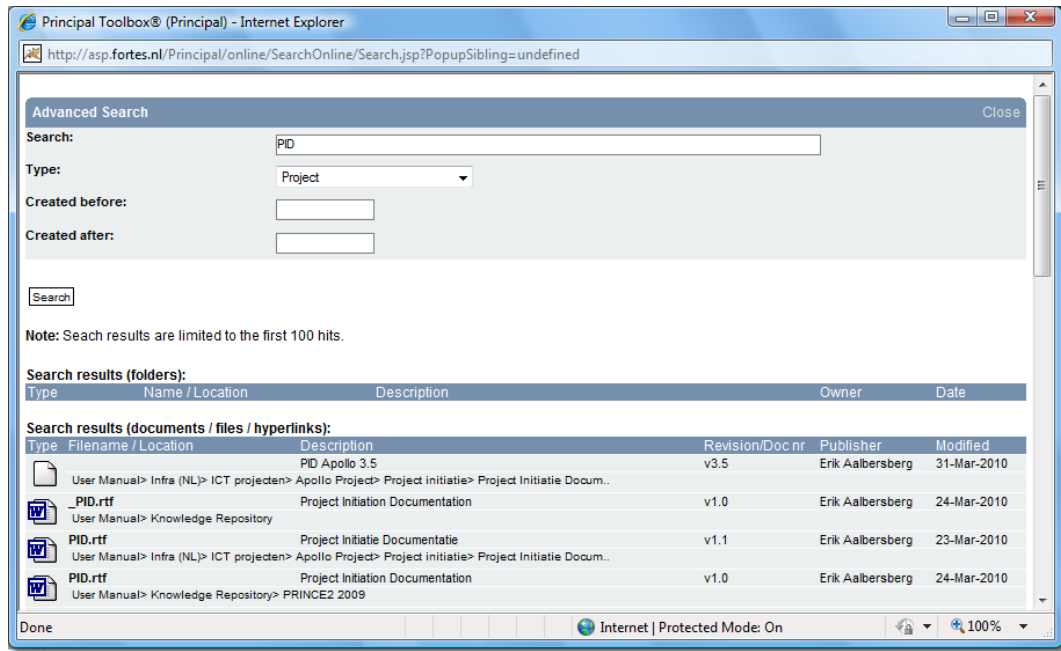 Principal Toolbox® (Principal) - Internet Explorer
http://asp.fortes.nl/Principal/online/SearchOnline/Search.jsp?PopupSibling=undefined
Advanced Search Close
Search: PID
Type: Project
Created before:
Created after:
Search
Note: Seach results are limited to the first 100 hits.
Search results (folders):
Type Name / Location Description Owner Date
Search results (documents / files / hyperlinks):
Type Filename / Location Description Revision/Doc nr Publisher Modified
PID Apollo 3.5 v3.5 Erik Aalbersberg 31-Mar-2010
User Manual> Infra (NL)> ICT projecten> Apollo Project> Project initiatie> Project Initiatie Docum..
_PID.rtf Project Initiation Documentation v1.0 Erik Aalbersberg 24-Mar-2010
User Manual> Knowledge Repository
PID.rtf Project Initiatie Documentatie v1.1 Erik Aalbersberg 23-Mar-2010
User Manual> Infra (NL)> ICT projecten> Apollo Project> Project initiatie> Project Initiatie Docum..
PID.rtf Project Initiation Documentation v1.0 Erik Aalbersberg 24-Mar-2010
User Manual> Knowledge Repository> PRINCE2 2009
Done Internet | Protected Mode: On 100%